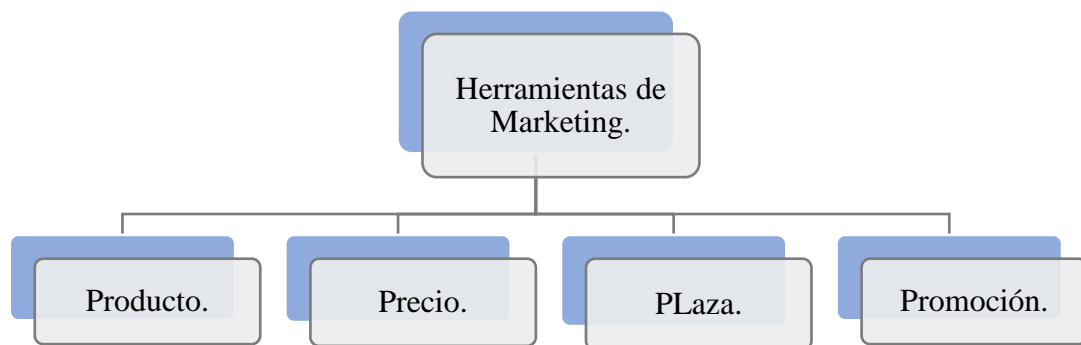 Herramientas de
Marketing.
Producto.
Precio.
PLaza.
Promoción.